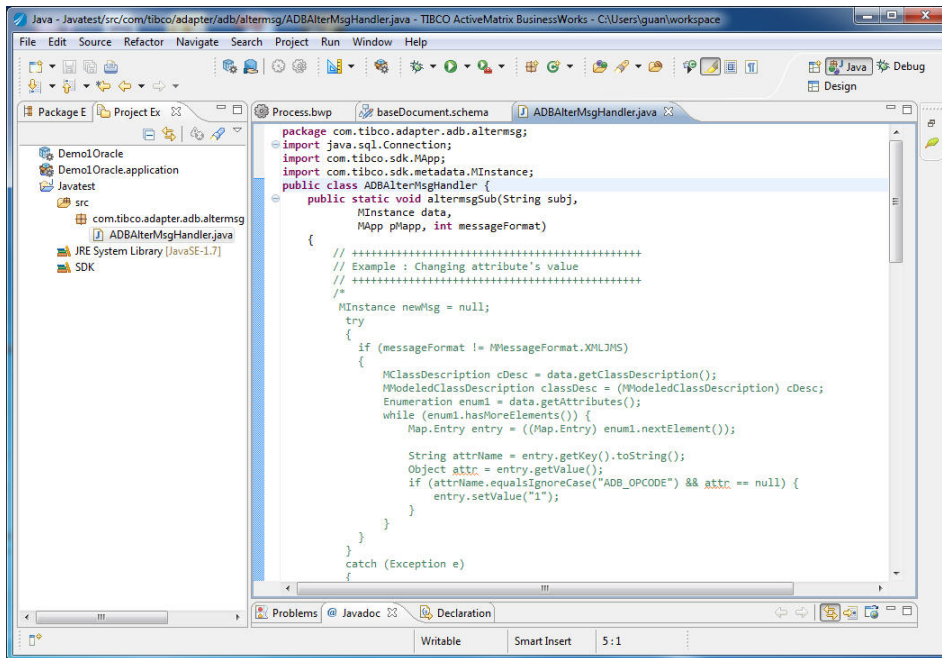 Java - Javatest/src/com/tibco/adapter/adb/altermsg/ADBAlterMsgHandler.java - TIBCO ActiveMatrix BusinessWorks - C:\Users\guan\workspace
File Edit Source Refactor Navigate Search Project Run Window Help
Java Debug
Design
Package E Project Ex
Demo1Oracle
Demo1Oracle.application
Javatest
src
com.tibco.adapter.adb.altermsg
ADBAlterMsgHandler.java
JRE System Library [JavaSE-1.7]
SDK
Process.bwp baseDocument.schema ADBAlterMsgHandler.java
package com.tibco.adapter.adb.altermsg;
import java.sql.Connection;
import com.tibco.sdk.MApp;
import com.tibco.sdk.metadata.MInstance;
public class ADBAlterMsgHandler {
public static void altermsgSub(String subj,
MInstance data,
MApp pMapp, int messageFormat)
{
// ++++++++++++++++++++++++++++++++++++++++++++++
// Example : Changing attribute's value
// ++++++++++++++++++++++++++++++++++++++++++++++
/*
MInstance newMsg = null;
try
{
if (messageFormat != MMessageFormat.XMLJMS)
{
MClassDescription cDesc = data.getClassDescription();
MModeledClassDescription classDesc = (MModeledClassDescription) cDesc;
Enumeration enum1 = data.getAttributes();
while (enum1.hasMoreElements()) {
Map.Entry entry = ((Map.Entry) enum1.nextElement());
String attrName = entry.getKey().toString();
Object attr = entry.getValue();
if (attrName.equalsIgnoreCase("ADB_OPCODE") && attr == null) {
entry.setValue("1");
}
}
}
}
catch (Exception e)
{
Problems @ Javadoc Declaration
Writable Smart Insert 5:1